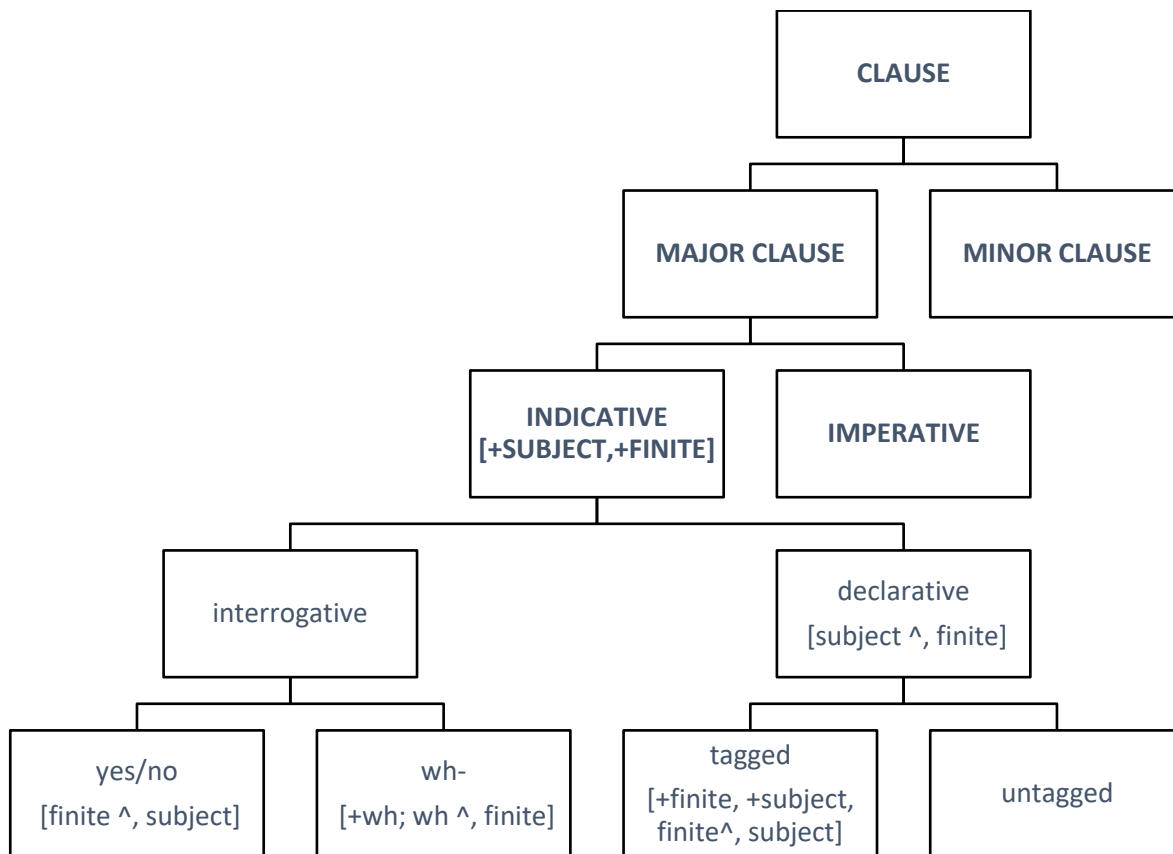 CLAUSE
MAJOR CLAUSE
MINOR CLAUSE
INDICATIVE
[+SUBJECT,+FINITE]
IMPERATIVE
interrogative
declarative
[subject ^, finite]
yes/no
[finite ^, subject]
wh-
[+wh; wh ^, finite]
tagged
[+finite, +subject,
finite^, subject]
untagged